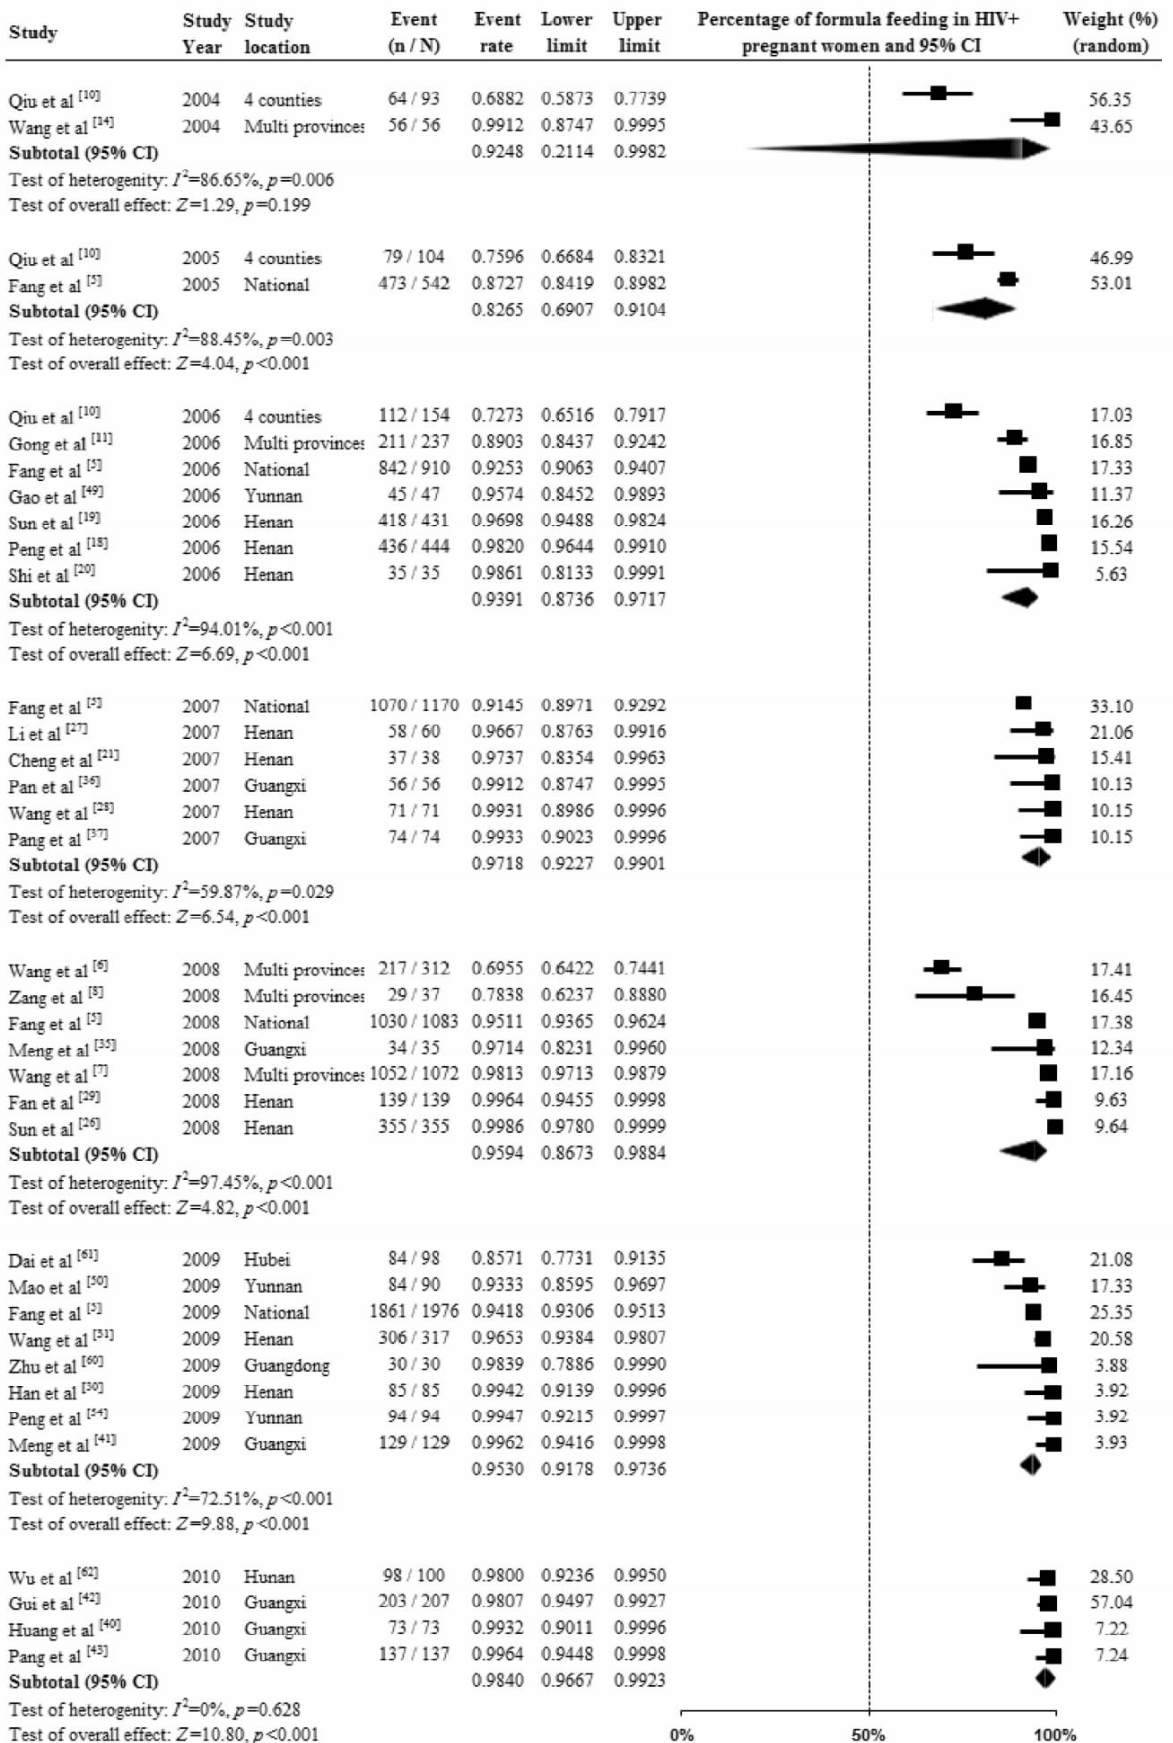 Study Study Year Study location Event (n / N) Event rate Lower limit Upper limit Percentage of formula feeding in HIV+ pregnant women and 95% CI Weight (%) (random)
Qiu et al [10] 2004 4 counties 64 / 93 0.6882 0.5873 0.7739 56.35
Wang et al [14] 2004 Multi provinces 56 / 56 0.9912 0.8747 0.9995 43.65
Subtotal (95% CI) 0.9248 0.2114 0.9982
Test of heterogenity: I²=86.65%, p=0.006
Test of overall effect: Z=1.29, p=0.199
Qiu et al [10] 2005 4 counties 79 / 104 0.7596 0.6684 0.8321 46.99
Fang et al [5] 2005 National 473 / 542 0.8727 0.8419 0.8982 53.01
Subtotal (95% CI) 0.8265 0.6907 0.9104
Test of heterogenity: I²=88.45%, p=0.003
Test of overall effect: Z=4.04, p<0.001
Qiu et al [10] 2006 4 counties 112 / 154 0.7273 0.6516 0.7917 17.03
Gong et al [11] 2006 Multi provinces 211 / 237 0.8903 0.8437 0.9242 16.85
Fang et al [5] 2006 National 842 / 910 0.9253 0.9063 0.9407 17.33
Gao et al [49] 2006 Yunnan 45 / 47 0.9574 0.8452 0.9893 11.37
Sun et al [19] 2006 Henan 418 / 431 0.9698 0.9488 0.9824 16.26
Peng et al [18] 2006 Henan 436 / 444 0.9820 0.9644 0.9910 15.54
Shi et al [20] 2006 Henan 35 / 35 0.9861 0.8133 0.9991 5.63
Subtotal (95% CI) 0.9391 0.8736 0.9717
Test of heterogenity: I²=94.01%, p<0.001
Test of overall effect: Z=6.69, p<0.001
Fang et al [5] 2007 National 1070 / 1170 0.9145 0.8971 0.9292 33.10
Li et al [27] 2007 Henan 58 / 60 0.9667 0.8763 0.9916 21.06
Cheng et al [21] 2007 Henan 37 / 38 0.9737 0.8354 0.9963 15.41
Pan et al [36] 2007 Guangxi 56 / 56 0.9912 0.8747 0.9995 10.13
Wang et al [28] 2007 Henan 71 / 71 0.9931 0.8986 0.9996 10.15
Pang et al [37] 2007 Guangxi 74 / 74 0.9933 0.9023 0.9996 10.15
Subtotal (95% CI) 0.9718 0.9227 0.9901
Test of heterogenity: I²=59.87%, p=0.029
Test of overall effect: Z=6.54, p<0.001
Wang et al [6] 2008 Multi provinces 217 / 312 0.6955 0.6422 0.7441 17.41
Zang et al [8] 2008 Multi provinces 29 / 37 0.7838 0.6237 0.8880 16.45
Fang et al [5] 2008 National 1030 / 1083 0.9511 0.9365 0.9624 17.38
Meng et al [35] 2008 Guangxi 34 / 35 0.9714 0.8231 0.9960 12.34
Wang et al [7] 2008 Multi provinces 1052 / 1072 0.9813 0.9713 0.9879 17.16
Fan et al [29] 2008 Henan 139 / 139 0.9964 0.9455 0.9998 9.63
Sun et al [26] 2008 Henan 355 / 355 0.9986 0.9780 0.9999 9.64
Subtotal (95% CI) 0.9594 0.8673 0.9884
Test of heterogenity: I²=97.45%, p<0.001
Test of overall effect: Z=4.82, p<0.001
Dai et al [61] 2009 Hubei 84 / 98 0.8571 0.7731 0.9135 21.08
Mao et al [50] 2009 Yunnan 84 / 90 0.9333 0.8595 0.9697 17.33
Fang et al [5] 2009 National 1861 / 1976 0.9418 0.9306 0.9513 25.35
Wang et al [31] 2009 Henan 306 / 317 0.9653 0.9384 0.9807 20.58
Zhu et al [60] 2009 Guangdong 30 / 30 0.9839 0.7886 0.9990 3.88
Han et al [30] 2009 Henan 85 / 85 0.9942 0.9139 0.9996 3.92
Peng et al [54] 2009 Yunnan 94 / 94 0.9947 0.9215 0.9997 3.92
Meng et al [41] 2009 Guangxi 129 / 129 0.9962 0.9416 0.9998 3.93
Subtotal (95% CI) 0.9530 0.9178 0.9736
Test of heterogenity: I²=72.51%, p<0.001
Test of overall effect: Z=9.88, p<0.001
Wu et al [62] 2010 Hunan 98 / 100 0.9800 0.9236 0.9950 28.50
Gui et al [42] 2010 Guangxi 203 / 207 0.9807 0.9497 0.9927 57.04
Huang et al [40] 2010 Guangxi 73 / 73 0.9932 0.9011 0.9996 7.22
Pang et al [43] 2010 Guangxi 137 / 137 0.9964 0.9448 0.9998 7.24
Subtotal (95% CI) 0.9840 0.9667 0.9923
Test of heterogenity: I²=0%, p=0.628
Test of overall effect: Z=10.80, p<0.001
0% 50% 100%